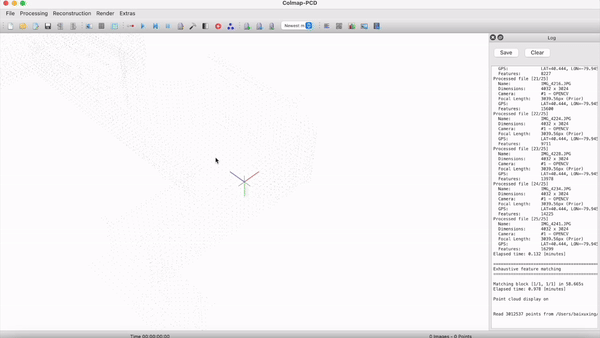 Colmap-PCD
File Processing Reconstruction Render Extras
Newest m
Log
Save Clear
GPS: LAT=40.444, LON=-79.94
Features: 8227
Processed file [21/25]
Name: IMG_4216.JPG
Dimensions: 4032 x 3024
Camera: #1 - OPENCV
Focal Length: 3039.56px (Prior)
GPS: LAT=40.444, LON=-79.94
Features: 15600
Processed file [22/25]
Name: IMG_4224.JPG
Dimensions: 4032 x 3024
Camera: #1 - OPENCV
Focal Length: 3039.56px (Prior)
GPS: LAT=40.444, LON=-79.94
Features: 9711
Processed file [23/25]
Name: IMG_4228.JPG
Dimensions: 4032 x 3024
Camera: #1 - OPENCV
Focal Length: 3039.56px (Prior)
GPS: LAT=40.444, LON=-79.94
Features: 13978
Processed file [24/25]
Name: IMG_4234.JPG
Dimensions: 4032 x 3024
Camera: #1 - OPENCV
Focal Length: 3039.56px (Prior)
GPS: LAT=40.444, LON=-79.94
Features: 14225
Processed file [25/25]
Name: IMG_4241.JPG
Dimensions: 4032 x 3024
Camera: #1 - OPENCV
Focal Length: 3039.56px (Prior)
GPS: LAT=40.444, LON=-79.94
Features: 16299
Elapsed time: 0.132 [minutes]
Exhaustive feature matching
Matching block [1/1, 1/1] in 58.665s
Elapsed time: 0.978 [minutes]
Point cloud display on
Read 3012537 points from /Users/baixuxing
Time 00:00:00:00
0 Images - 0 Points